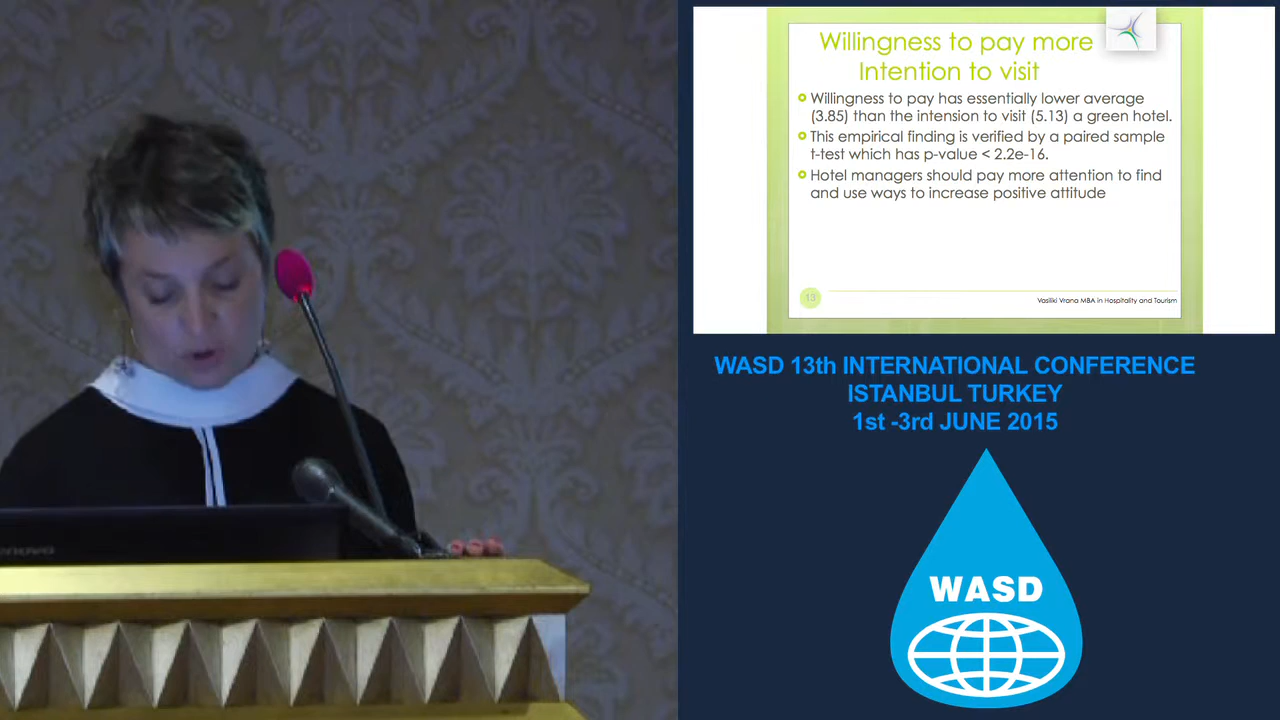 Willingness to pay more
Intention to visit
Willingness to pay has essentially lower average
(3.85) than the intension to visit (5.13) a green hotel.
This empirical finding is verified by a paired sample
t-test which has p-value < 2.2e-16.
Hotel managers should pay more attention to find
and use ways to increase positive attitude
13
Vasiliki Vrana MBA in Hospitality and Tourism
WASD 13th INTERNATIONAL CONFERENCE
ISTANBUL TURKEY
1st -3rd JUNE 2015
WASD
lenovo